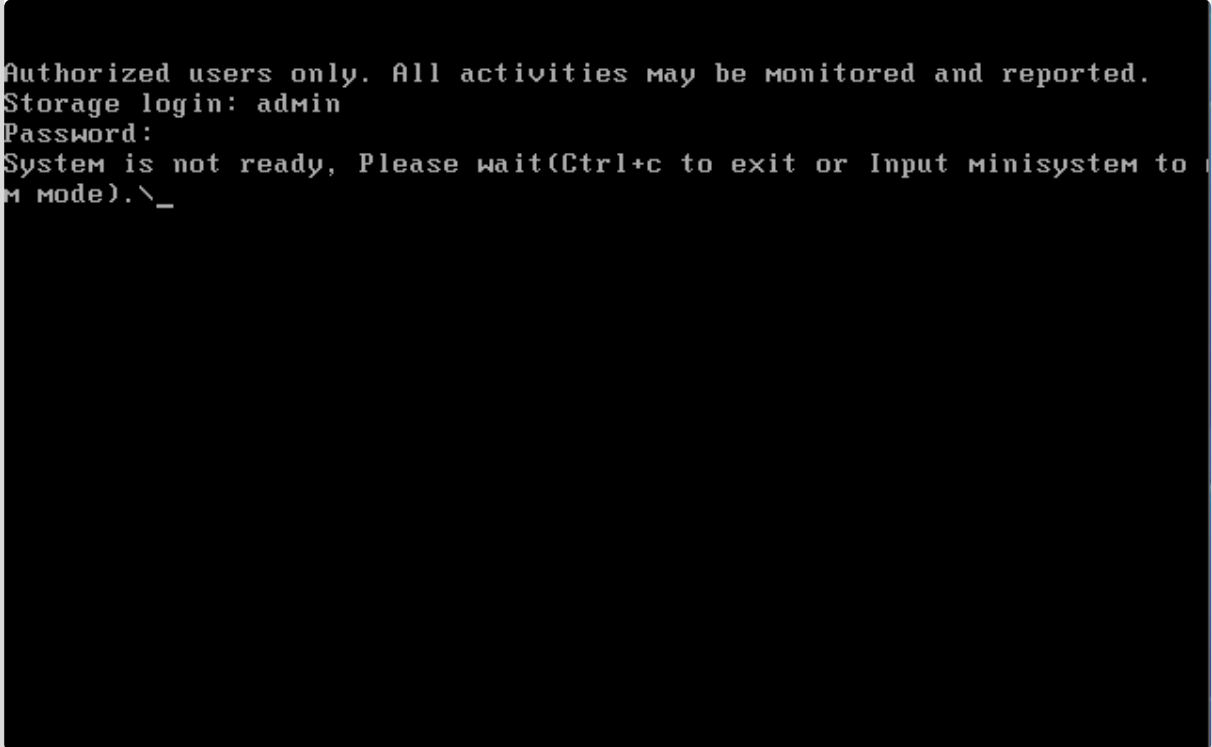 Authorized users only. All activities may be monitored and reported.
Storage login: admin
Password:
System is not ready, Please wait(Ctrl+c to exit or Input minisystem to
m mode).\_